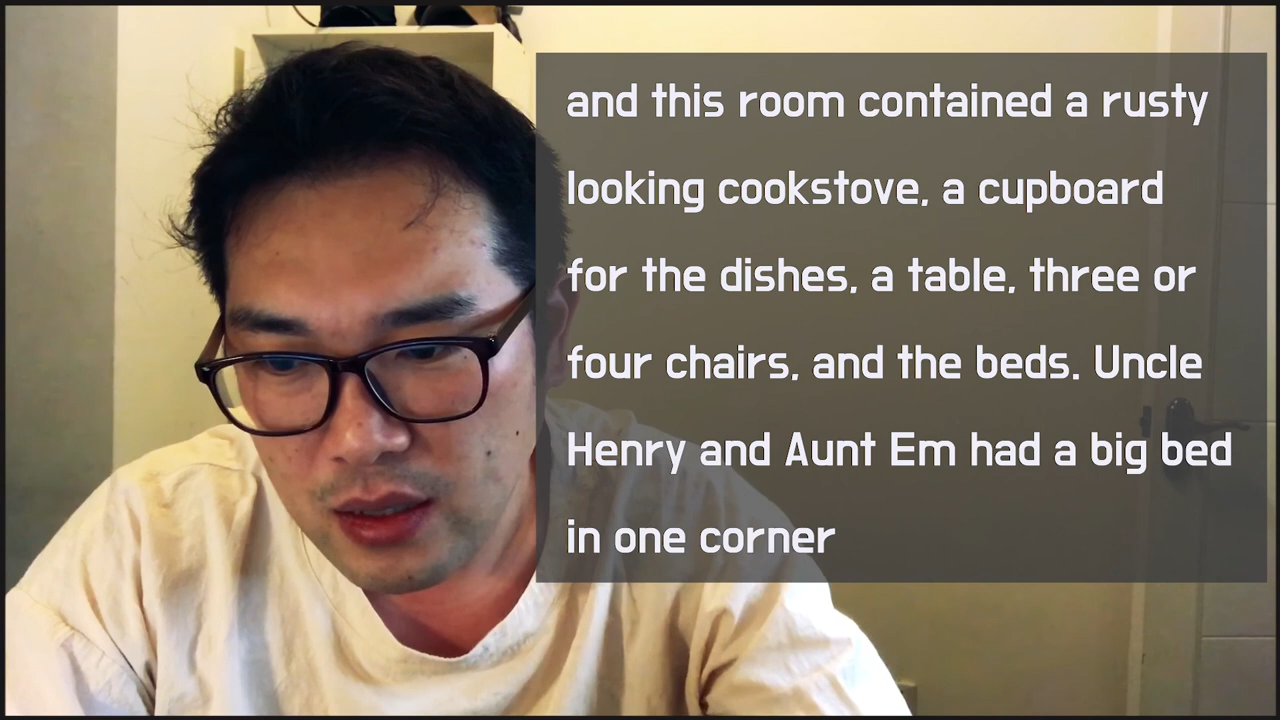 and this room contained a rusty
looking cookstove, a cupboard
for the dishes, a table, three or
four chairs, and the beds. Uncle
Henry and Aunt Em had a big bed
in one corner